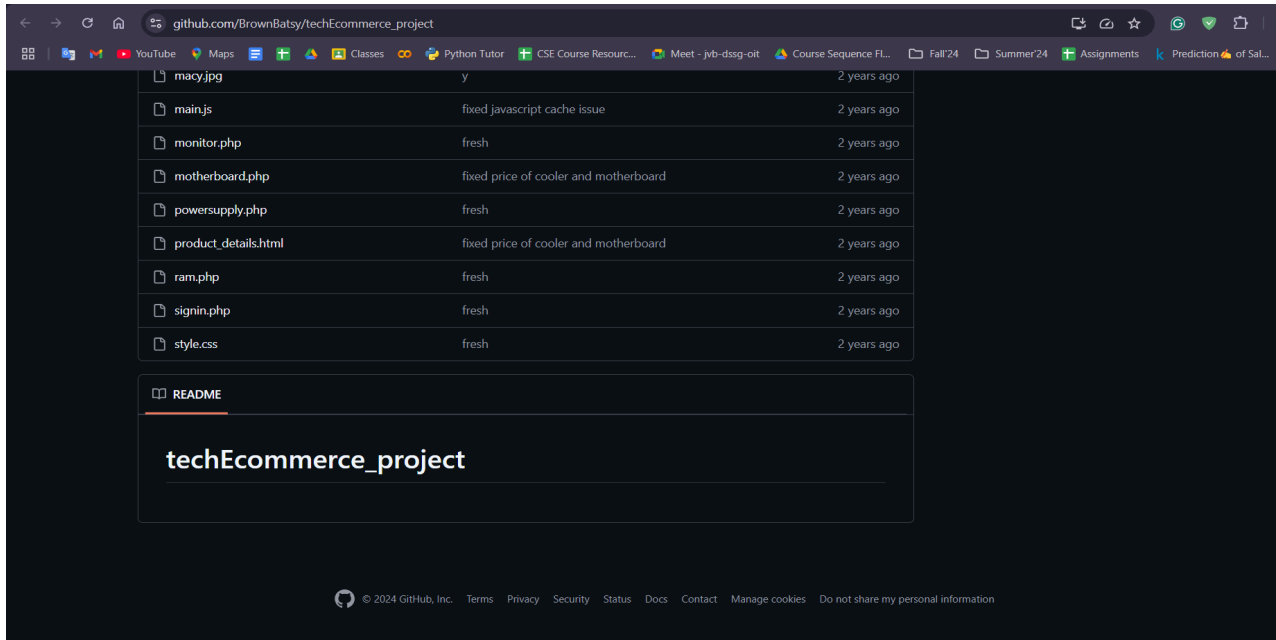 github.com/BrownBatsy/techEcommerce_project
YouTube Maps Classes Python Tutor CSE Course Resourc... Meet - jvb-dssg-oit Course Sequence Fl... Fall'24 Summer'24 Assignments Prediction✍ of Sal...
macy.jpg y 2 years ago
main.js fixed javascript cache issue 2 years ago
monitor.php fresh 2 years ago
motherboard.php fixed price of cooler and motherboard 2 years ago
powersupply.php fresh 2 years ago
product_details.html fixed price of cooler and motherboard 2 years ago
ram.php fresh 2 years ago
signin.php fresh 2 years ago
style.css fresh 2 years ago
README
techEcommerce_project
© 2024 GitHub, Inc. Terms Privacy Security Status Docs Contact Manage cookies Do not share my personal information